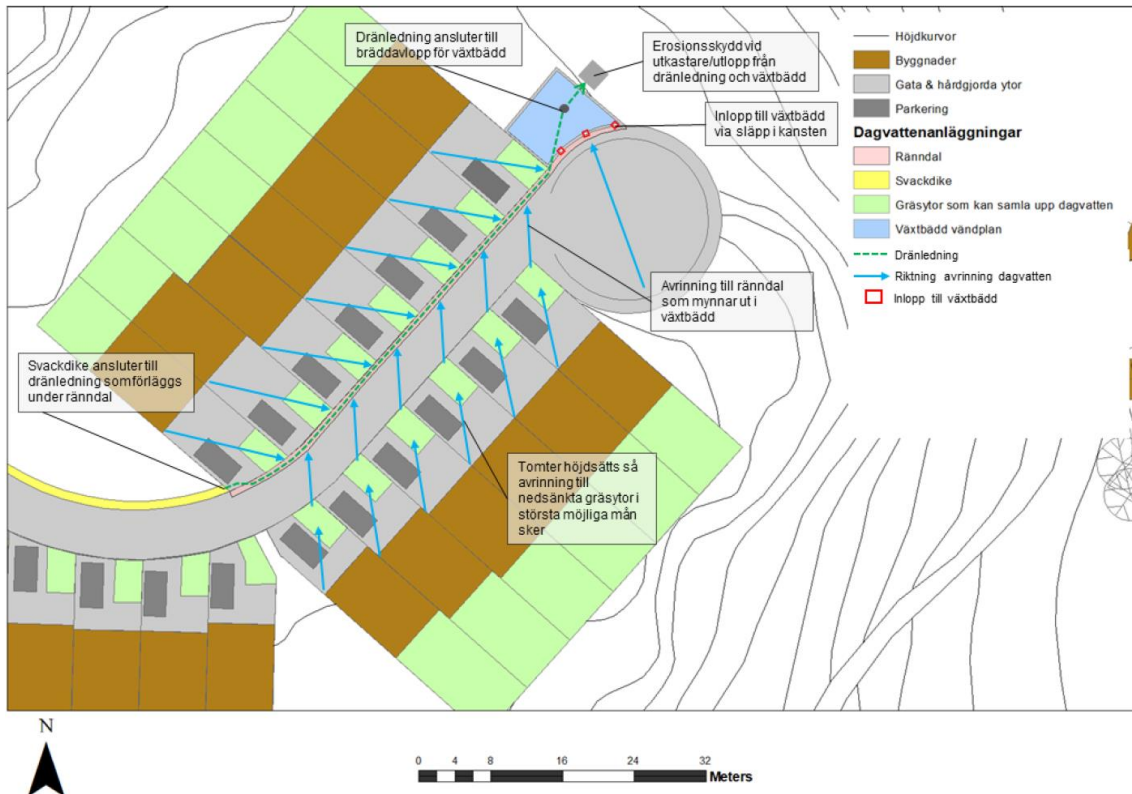 Dränledning ansluter till
bräddavlopp för växtbädd
Erosionsskydd vid
utkastare/utlopp från
dränledning och växtbädd
Inlopp till växtbädd
via släpp i kansten
Avrinning till ränndal
som mynnar ut i
växtbädd
Svackdike ansluter till
dränledning som förläggs
under ränndal
Tomter höjdsätts så
avrinning till
nedsänkta gräsytor i
största möjliga mån
sker
Höjdkurvor
Byggnader
Gata & hårdgjorda ytor
Parkering
Dagvattenanläggningar
Ränndal
Svackdike
Gräsytor som kan samla upp dagvatten
Växtbädd vändplan
Dränledning
Riktning avrinning dagvatten
Inlopp till växtbädd
N
0 4 8 16 24 32
Meters